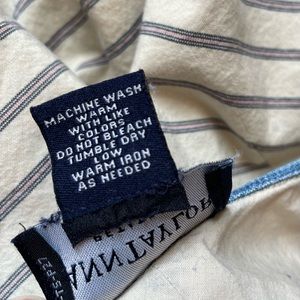 MACHINE WASH
WARM
WITH LIKE
COLORS
DO NOT BLEACH
TUMBLE DRY
LOW
WARM IRON
AS NEEDED
ANNTAYLOR